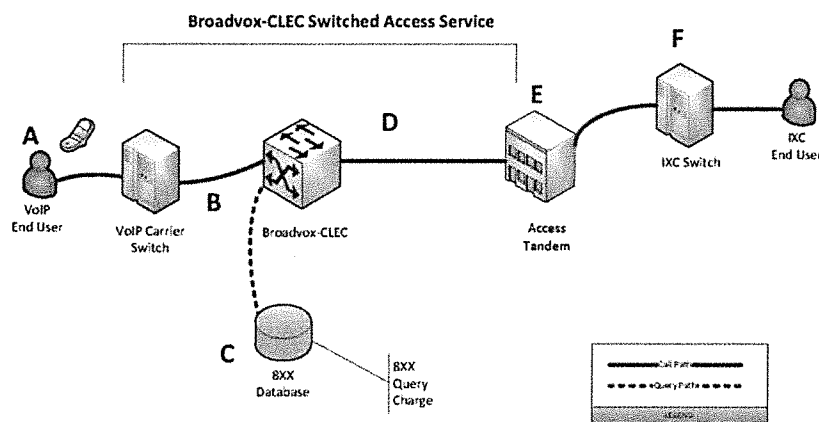 Broadvox-CLEC Switched Access Service
F
E
D
A
B
IXC Switch
IXC
End User
VoIP
End User
VoIP Carrier
Switch
Broadvox-CLEC
Access
Tandem
C
8XX
Database
8XX
Query
Charge
Call Path
Query Path
LEGEND